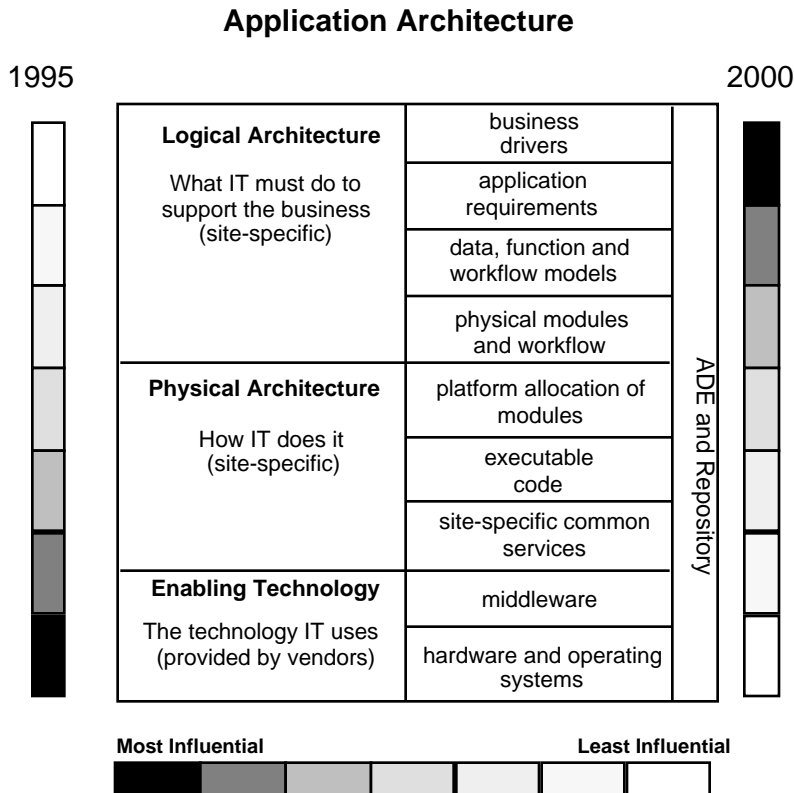 Application Architecture
1995
2000
Logical Architecture
What IT must do to
support the business
(site-specific)
business
drivers
application
requirements
data, function and
workflow models
physical modules
and workflow
Physical Architecture
How IT does it
(site-specific)
platform allocation of
modules
executable
code
site-specific common
services
Enabling Technology
The technology IT uses
(provided by vendors)
middleware
hardware and operating
systems
ADE and Repository
Most Influential
Least Influential